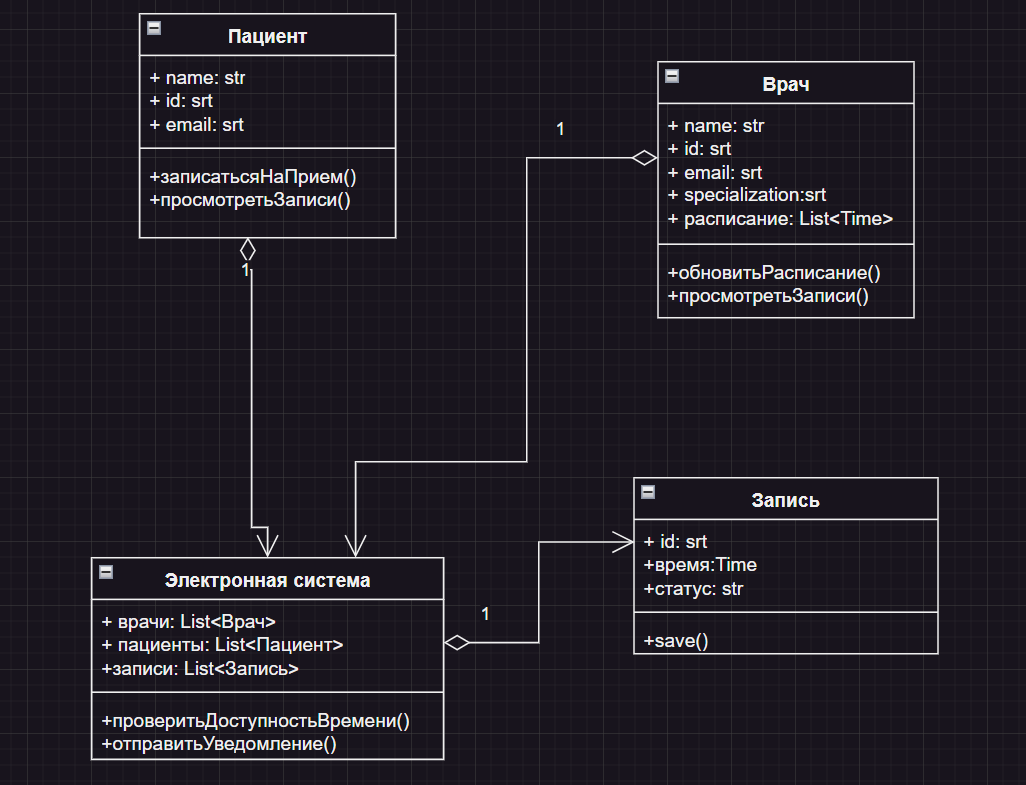 Пациент
+ name: str
+ id: srt
+ email: srt
+записатьсяНаПрием()
+просмотретьЗаписи()
1
1
Врач
+ name: str
+ id: srt
+ email: srt
+ specialization:srt
+ расписание: List<Time>
+обновитьРасписание()
+просмотретьЗаписи()
Электронная система
+ врачи: List<Врач>
+ пациенты: List<Пациент>
+записи: List<Запись>
+проверитьДоступностьВремени()
+отправитьУведомление()
1
Запись
+ id: srt
+время:Time
+статус: str
+save()